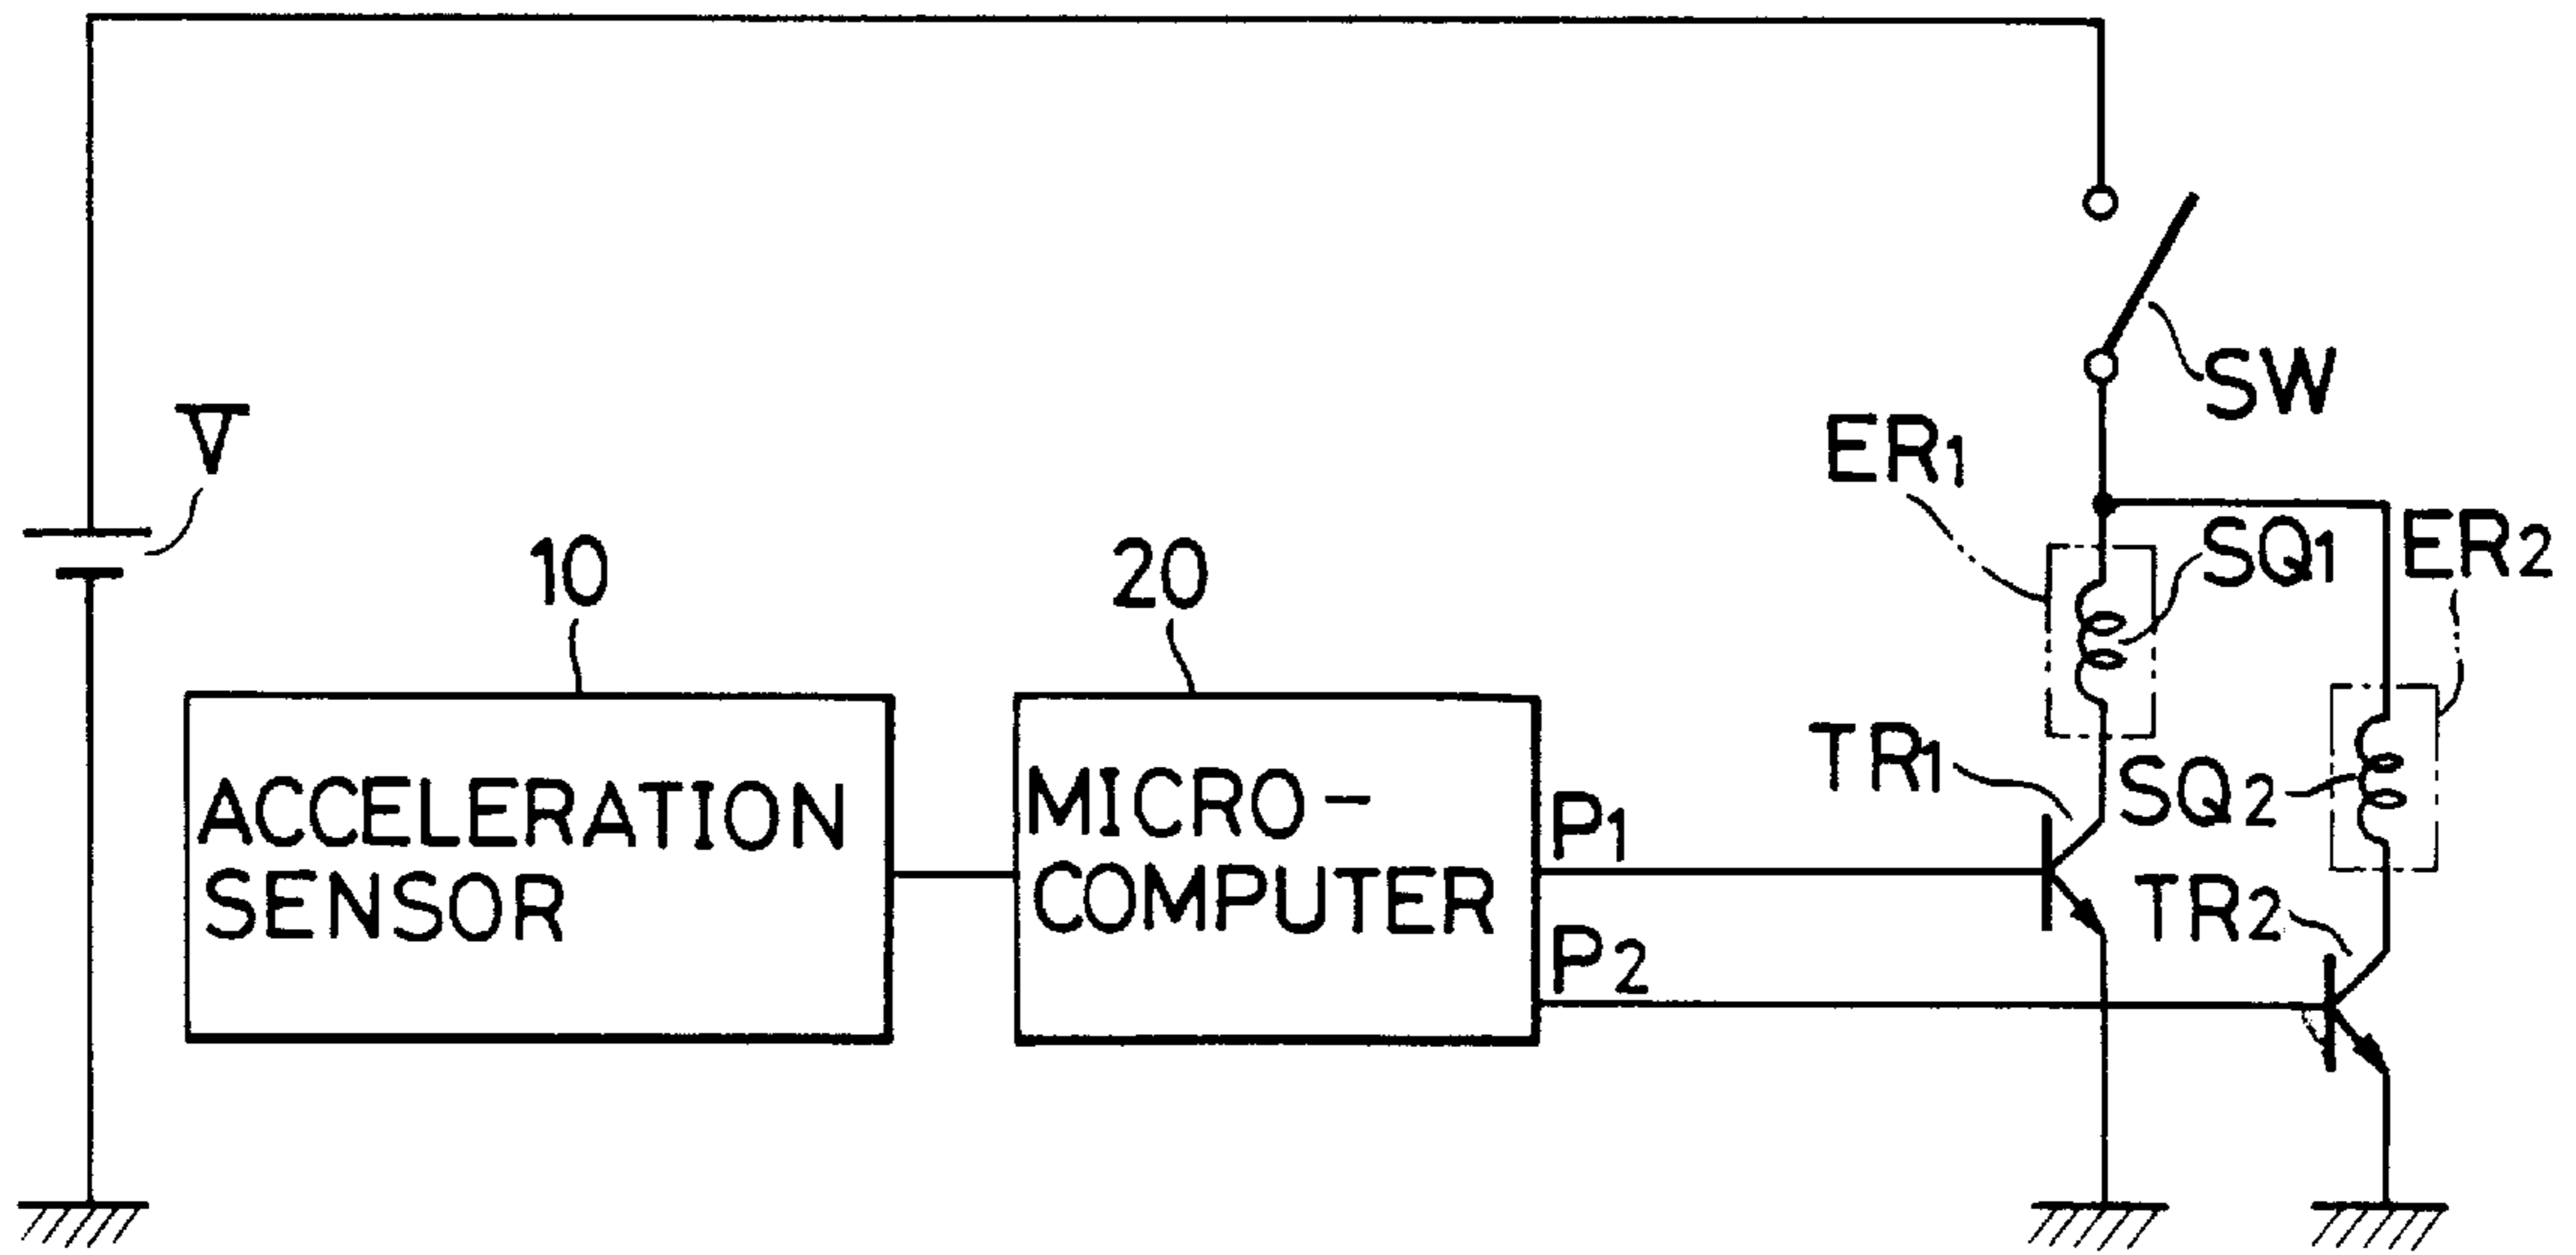 V
SW
ER1
SQ1
ER2
10
20
TR1
SQ2
ACCELERATION
SENSOR
MICRO-
COMPUTER
P1
TR2
P2